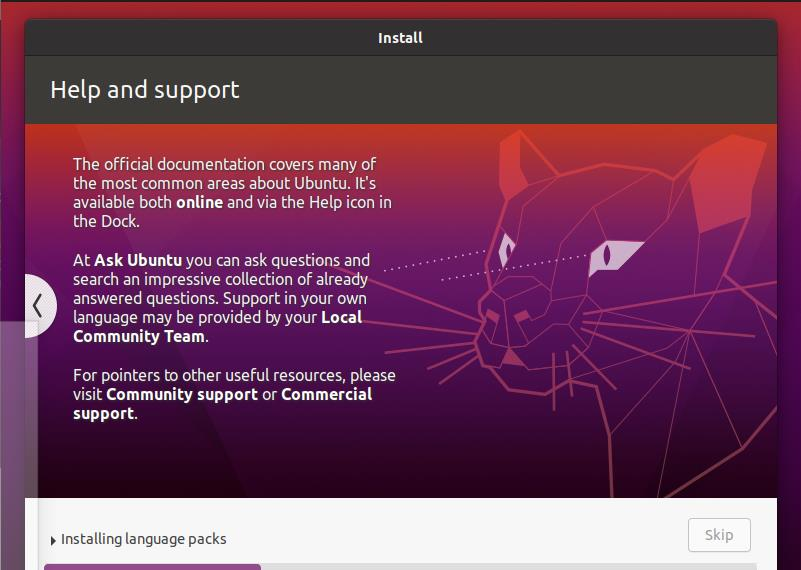 Install
Help and support
The official documentation covers many of
the most common areas about Ubuntu. It's
available both online and via the Help icon in
the Dock.
At Ask Ubuntu you can ask questions and
search an impressive collection of already
answered questions. Support in your own
language may be provided by your Local
Community Team.
For pointers to other useful resources, please
visit Community support or Commercial
support.
Installing language packs
Skip